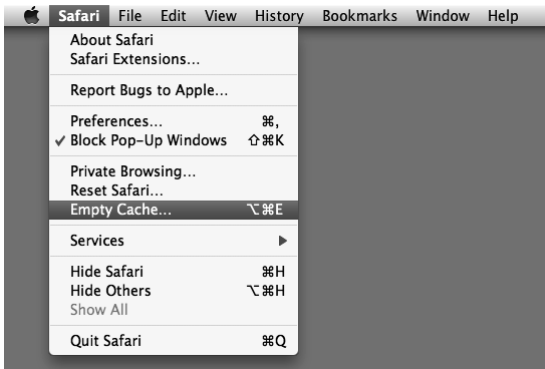 Safari File Edit View History Bookmarks Window Help
About Safari
Safari Extensions...
Report Bugs to Apple...
Preferences... ⌘,
✓ Block Pop-Up Windows ⇧⌘K
Private Browsing...
Reset Safari...
Empty Cache... ⌥⌘E
Services ▶
Hide Safari ⌘H
Hide Others ⌥⌘H
Show All
Quit Safari ⌘Q